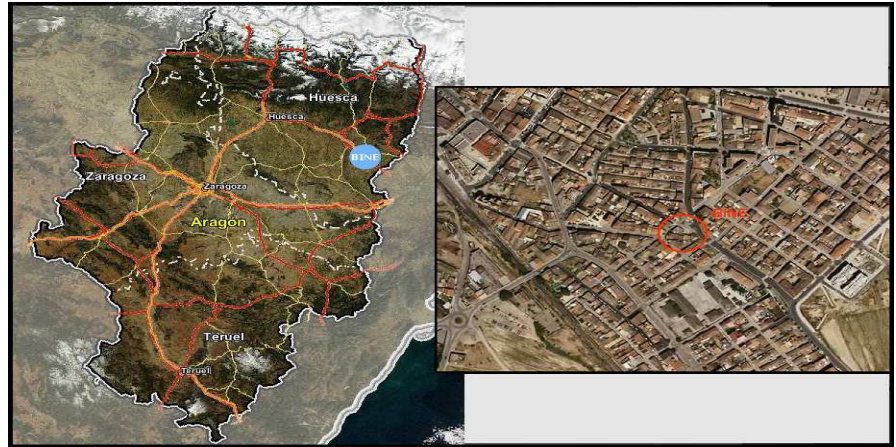 Huesca
Huesca
BINE
Zaragoza
Zaragoza
Aragón
Teruel
Teruel
BINE